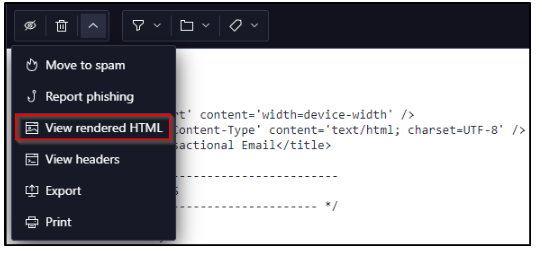 Move to spam
Report phishing
rt' content='width=device-width' />
View rendered HTML
Content-Type' content='text/html; charset=UTF-8' />
sactional Email</title>
View headers
---------------------
Export
S
----------------- */
Print